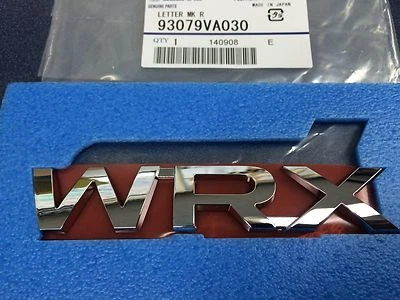 GENUINE PARTS
MADE IN JAPAN
LETTER MK R
93079VA030
QTY 1 140908 E
WRX